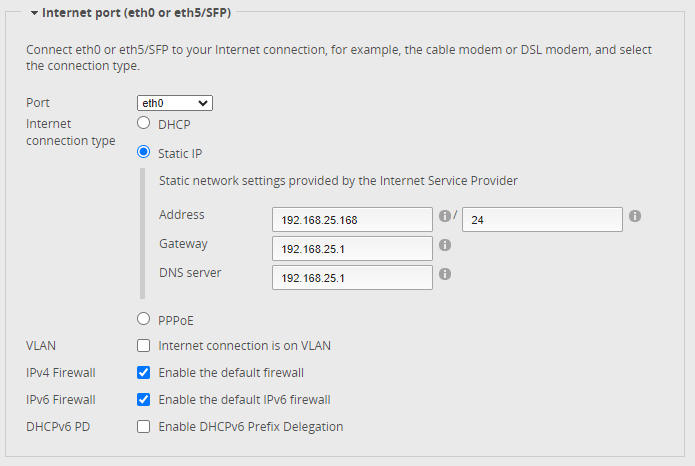 Internet port (eth0 or eth5/SFP)
Connect eth0 or eth5/SFP to your Internet connection, for example, the cable modem or DSL modem, and select
the connection type.
Port eth0
Internet
connection type
DHCP
Static IP
Static network settings provided by the Internet Service Provider
Address 192.168.25.168 / 24
Gateway 192.168.25.1
DNS server 192.168.25.1
PPPoE
VLAN Internet connection is on VLAN
IPv4 Firewall Enable the default firewall
IPv6 Firewall Enable the default IPv6 firewall
DHCPv6 PD Enable DHCPv6 Prefix Delegation